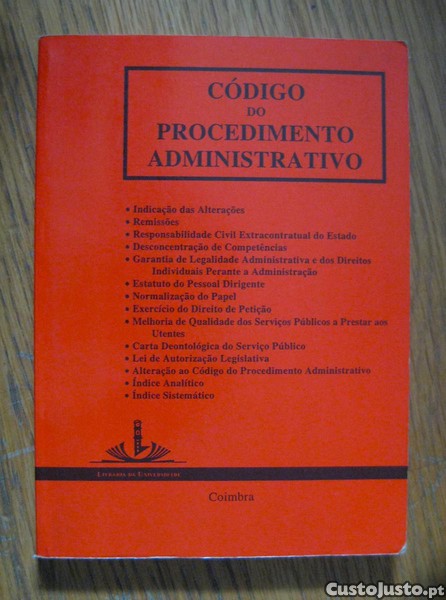 CÓDIGO
DO
PROCEDIMENTO
ADMINISTRATIVO
• Indicação das Alterações
• Remissões
• Responsabilidade Civil Extracontratual do Estado
• Desconcentração de Competências
• Garantia de Legalidade Administrativa e dos Direitos
Individuais Perante a Administração
• Estatuto do Pessoal Dirigente
• Normalização do Papel
• Exercício do Direito de Petição
• Melhoria de Qualidade dos Serviços Públicos a Prestar aos
Utentes
• Carta Deontológica do Serviço Público
• Lei de Autorização Legislativa
• Alteração ao Código do Procedimento Administrativo
• Índice Analítico
• Índice Sistemático
LIVRARIA DA UNIVERSIDADE
Coimbra
CustoJusto.pt